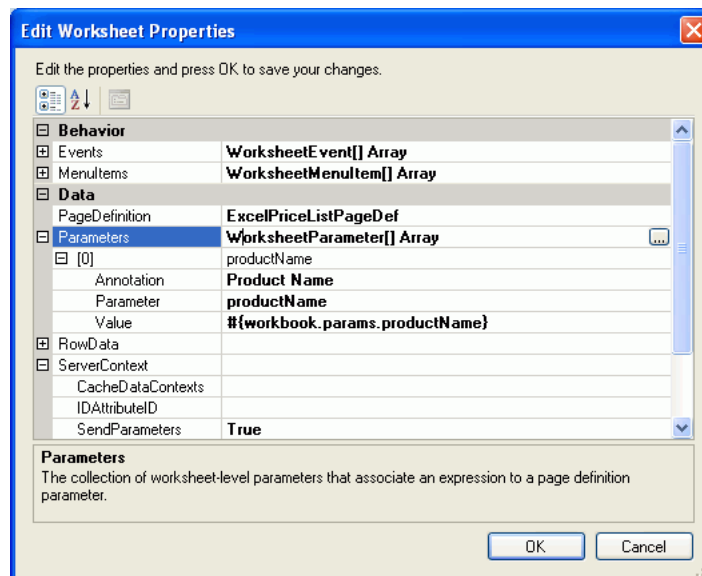 Edit Worksheet Properties
Edit the properties and press OK to save your changes.
Behavior
Events WorksheetEvent[] Array
MenuItems WorksheetMenuItem[] Array
Data
PageDefinition ExcelPriceListPageDef
Parameters WorksheetParameter[] Array ...
[0] productName
Annotation Product Name
Parameter productName
Value #{workbook.params.productName}
RowData
ServerContext
CacheDataContexts
IDAttributeID
SendParameters True
Parameters
The collection of worksheet-level parameters that associate an expression to a page definition
parameter.
OK Cancel